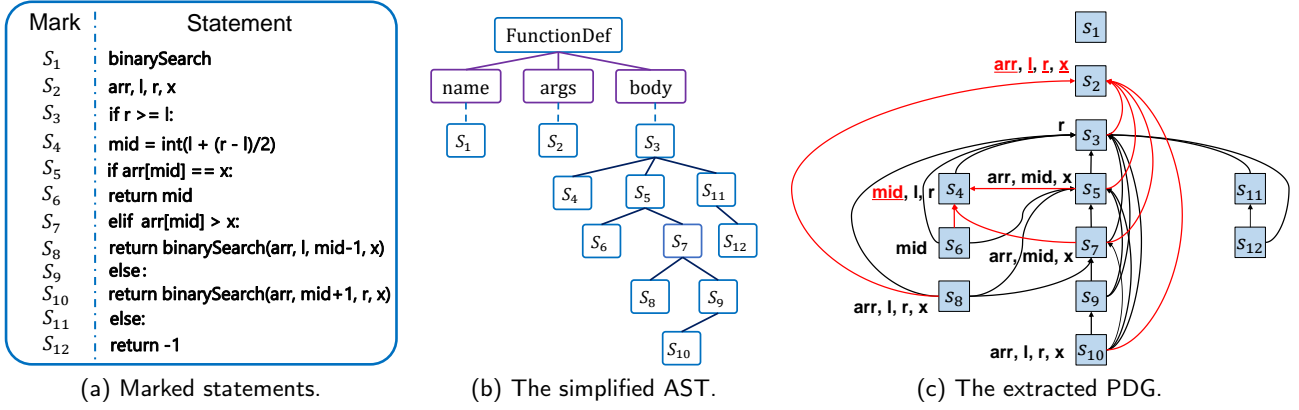 Mark Statement
S1 binarySearch
S2 arr, l, r, x
S3 if r >= l:
S4 mid = int(l + (r - l)/2)
S5 if arr[mid] == x:
S6 return mid
S7 elif arr[mid] > x:
S8 return binarySearch(arr, l, mid-1, x)
S9 else:
S10 return binarySearch(arr, mid+1, r, x)
S11 else:
S12 return -1
(a) Marked statements.
FunctionDef
name args body
S1 S2 S3
S4 S5 S11
S6 S7 S12
S8 S9
S10
(b) The simplified AST.
S1
arr, l, r, x
S2
r
S3
S4 arr, mid, x S5 S11
mid, l, r
mid S6 S7 S12
arr, mid, x
S8 S9
arr, l, r, x
arr, l, r, x S10
(c) The extracted PDG.